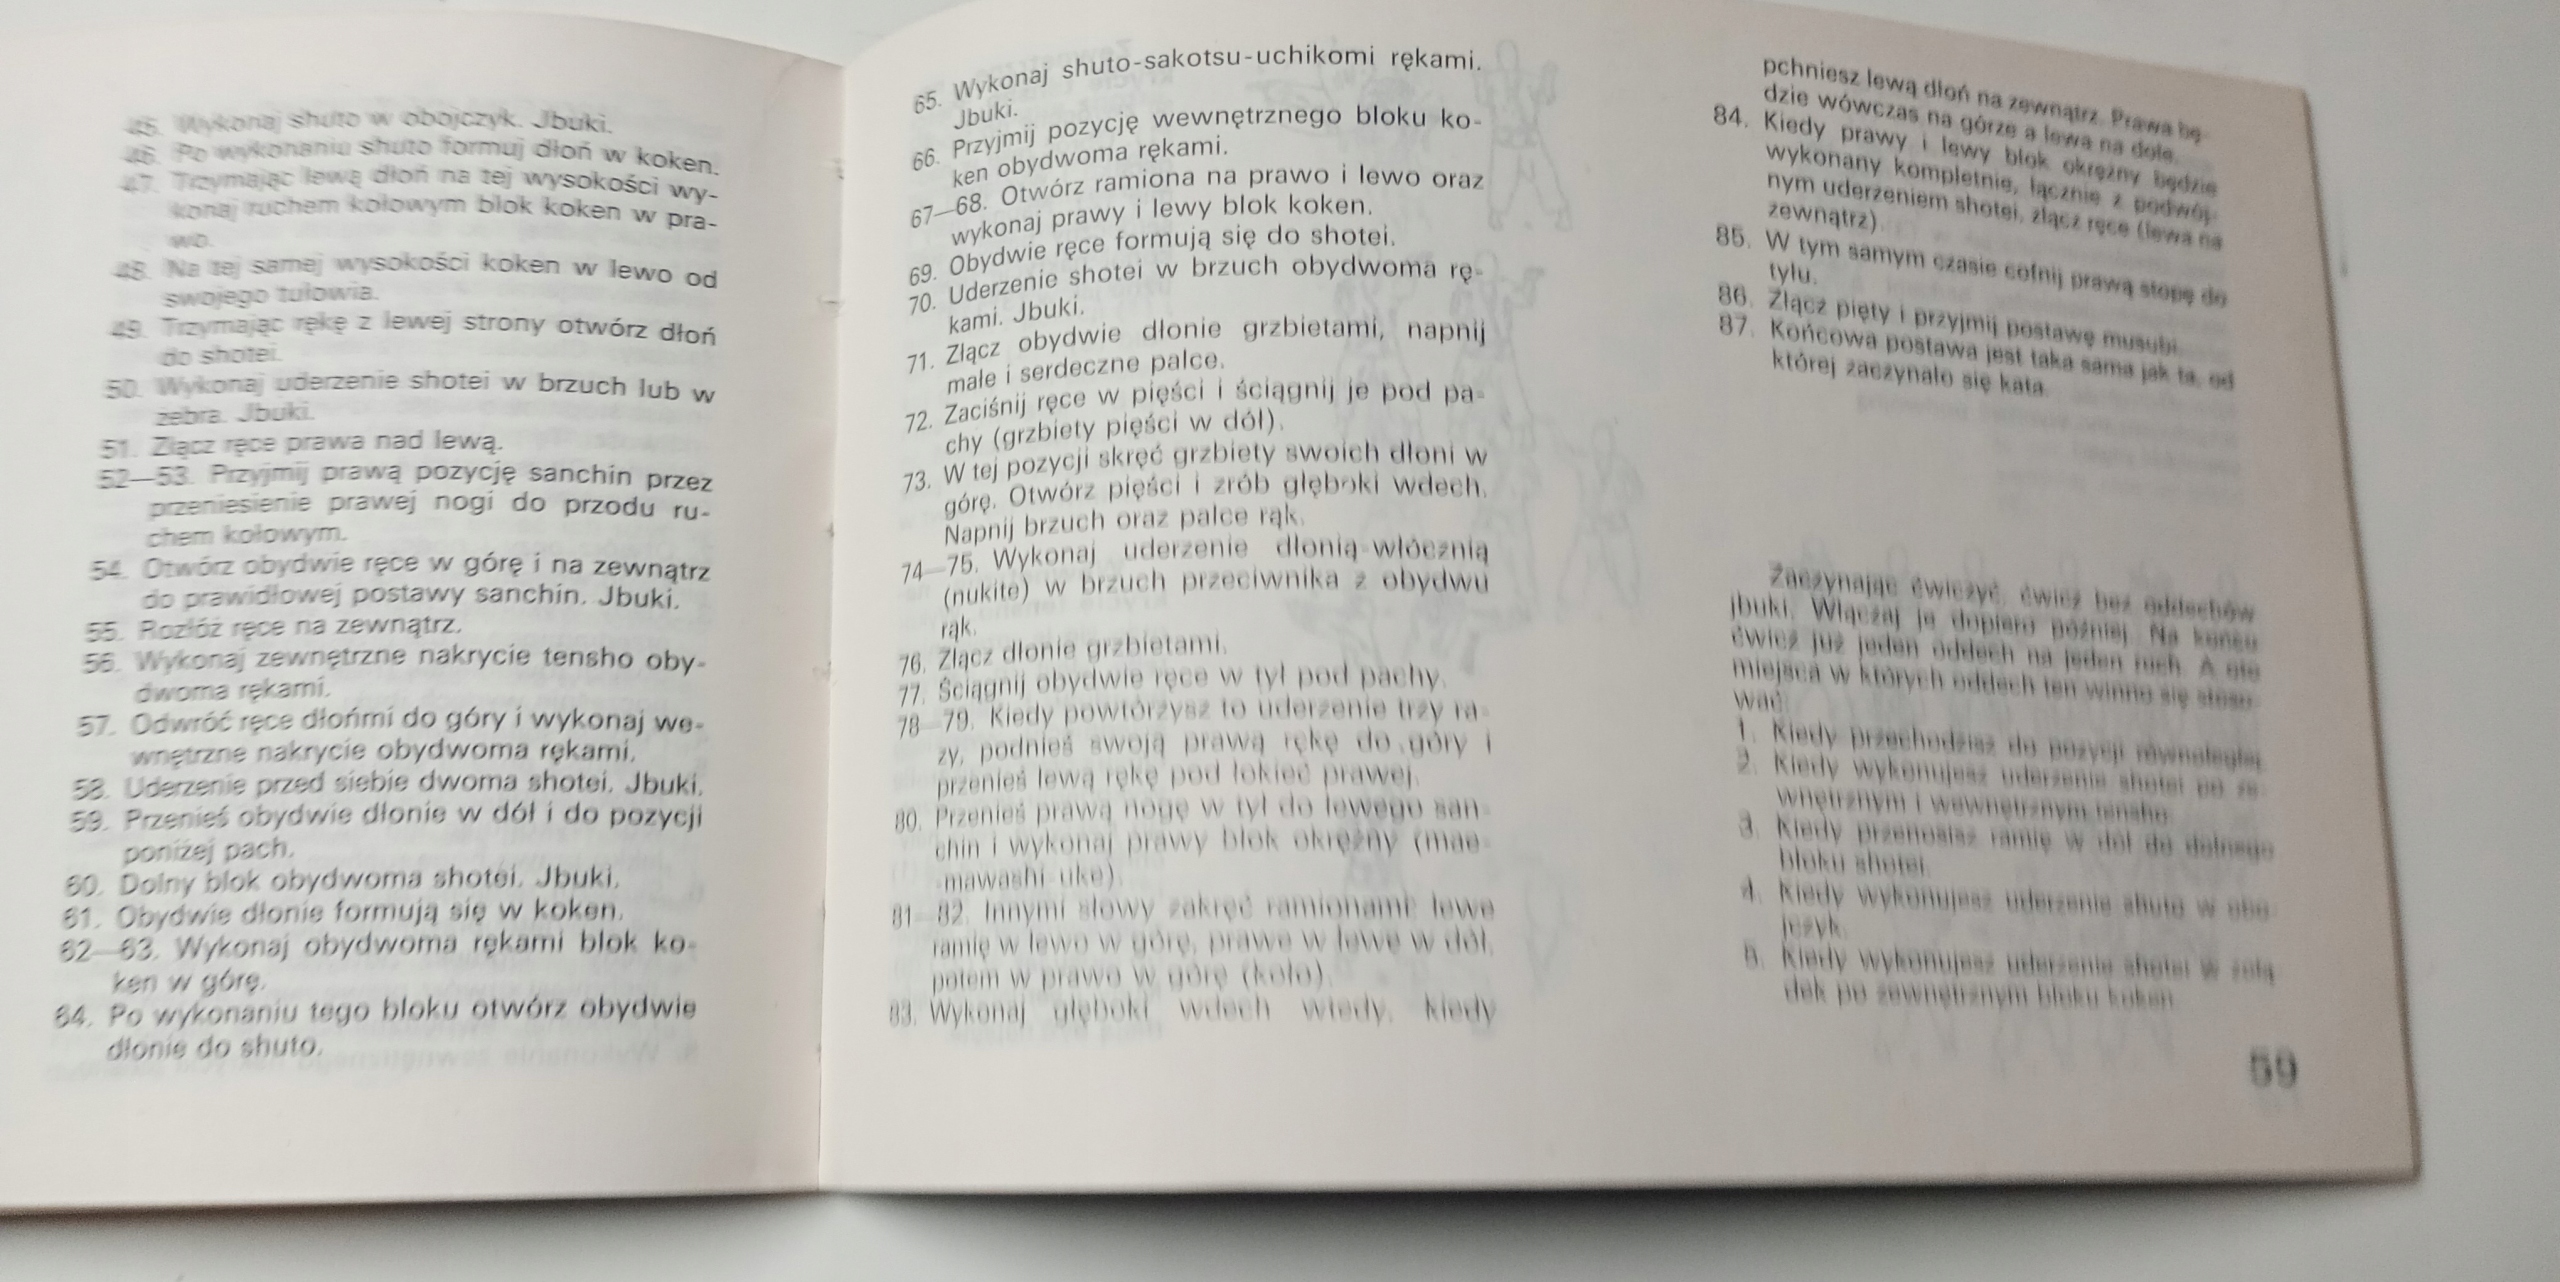 45. Wykonaj shuto w obojczyk. Jbuki.
46. Po wykonaniu shuto formuj dłoń w koken.
47. Trzymając lewą dłoń na tej wysokości wy-
konaj ruchem kołowym blok koken w pra-
wo.
48. Na tej samej wysokości koken w lewo od
swojego tułowia.
49. Trzymając rękę z lewej strony otwórz dłoń
do shotei.
50. Wykonaj uderzenie shotei w brzuch lub w
żebra. Jbuki.
51. Złącz ręce prawa nad lewą.
52—53. Przyjmij prawą pozycję sanchin przez
przeniesienie prawej nogi do przodu ru-
chem kołowym.
54. Otwórz obydwie ręce w górę i na zewnątrz
do prawidłowej postawy sanchin. Jbuki.
55. Rozłóż ręce na zewnątrz.
56. Wykonaj zewnętrzne nakrycie tensho oby-
dwoma rękami.
57. Odwróć ręce dłońmi do góry i wykonaj we-
wnętrzne nakrycie obydwoma rękami.
58. Uderzenie przed siebie dwoma shotei. Jbuki.
59. Przenieś obydwie dłonie w dół i do pozycji
poniżej pach.
60. Dolny blok obydwoma shotei. Jbuki.
61. Obydwie dłonie formują się w koken.
62—63. Wykonaj obydwoma rękami blok ko-
ken w górę.
64. Po wykonaniu tego bloku otwórz obydwie
dłonie do shuto.
65. Wykonaj shuto-sakotsu-uchikomi rękami.
Jbuki.
66. Przyjmij pozycję wewnętrznego bloku ko-
ken obydwoma rękami.
67—68. Otwórz ramiona na prawo i lewo oraz
wykonaj prawy i lewy blok koken.
69. Obydwie ręce formują się do shotei.
70. Uderzenie shotei w brzuch obydwoma rę-
kami. Jbuki.
71. Złącz obydwie dłonie grzbietami, napnij
małe i serdeczne palce.
72. Zaciśnij ręce w pięści i ściągnij je pod pa-
chy (grzbiety pięści w dół).
73. W tej pozycji skręć grzbiety swoich dłoni w
górę. Otwórz pięści i zrób głęboki wdech.
Napnij brzuch oraz palce rąk.
74—75. Wykonaj uderzenie dłonią-włócznią
(nukite) w brzuch przeciwnika z obydwu
rąk.
76. Złącz dłonie grzbietami.
77. Ściągnij obydwie ręce w tył pod pachy.
78—79. Kiedy powtórzysz to uderzenie trzy ra-
zy, podnieś swoją prawą rękę do góry i
przenieś lewą rękę pod łokieć prawej.
80. Przenieś prawą nogę w tył do lewego san-
chin i wykonaj prawy blok okrężny (mae-
-mawashi-uke).
81—82. Innymi słowy zakręć ramionami: lewe
ramię w lewo w górę, prawe w lewe w dół,
potem w prawo w górę (koło).
83. Wykonaj głęboki wdech wtedy, kiedy
pchniesz lewą dłoń na zewnątrz. Prawa bę-
dzie wówczas na górze a lewa na dole.
84. Kiedy prawy i lewy blok okrężny będzie
wykonany kompletnie, łącznie z podwój-
nym uderzeniem shotei, złącz ręce (lewa na
zewnątrz).
85. W tym samym czasie cofnij prawą stopę do
tyłu.
86. Złącz pięty i przyjmij postawę musubi.
87. Końcowa postawa jest taka sama jak ta, od
której zaczynało się kata.
Zaczynając ćwiczyć, ćwicz bez oddechów
jbuki. Włączaj je dopiero później. Na końcu
ćwicz już jeden oddech na jeden ruch. A oto
miejsca w których oddech ten winno się stoso-
wać:
1. Kiedy przechodzisz do pozycji równoległej.
2. Kiedy wykonujesz uderzenie shotei po ze-
wnętrznym i wewnętrznym tensho.
3. Kiedy przenosisz ramię w dół do dolnego
bloku shotei.
4. Kiedy wykonujesz uderzenie shuto w obo-
jczyk.
5. Kiedy wykonujesz uderzenie shotei w żołą-
dek po zewnętrznym bloku koken.
59